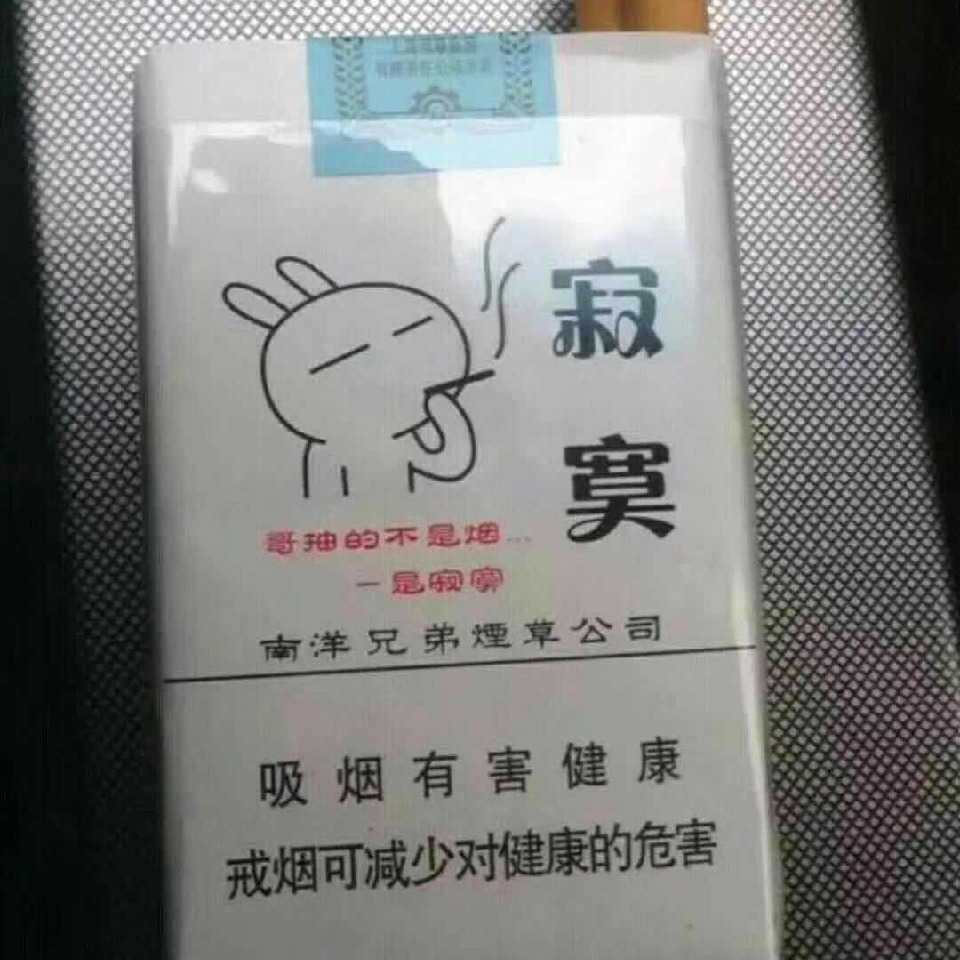 寂寞
哥抽的不是烟...
一是寂寞
南洋兄弟煙草公司
吸烟有害健康
戒烟可减少对健康的危害